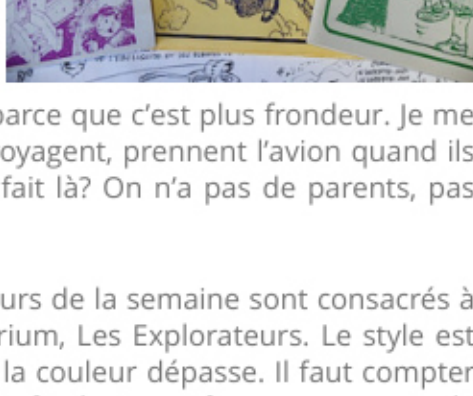 parce que c’est plus frondeur. Je me
oyagent, prennent l’avion quand ils
fait là? On n’a pas de parents, pas
urs de la semaine sont consacrés à
rium, Les Explorateurs. Le style est
la couleur dépasse. Il faut compter